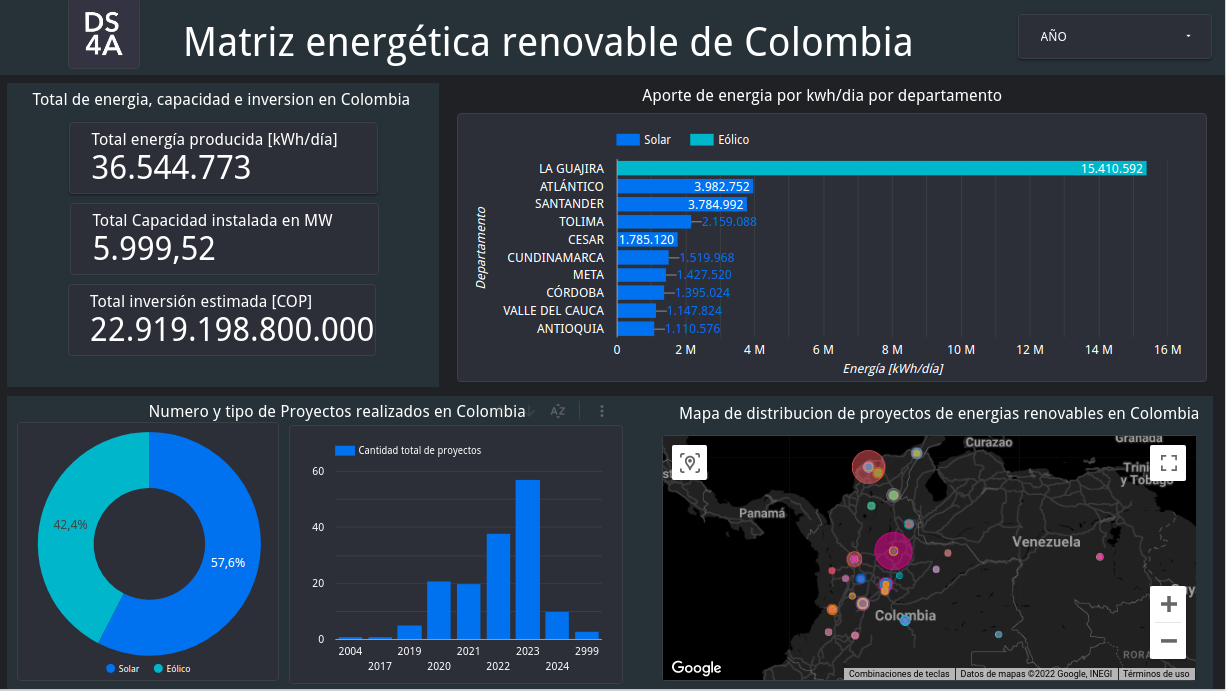 DS
4A
Matriz energética renovable de Colombia
AÑO
Total de energia, capacidad e inversion en Colombia
Total energía producida [kWh/día]
36.544.773
Total Capacidad instalada en MW
5.999,52
Total inversión estimada [COP]
22.919.198.800.000
Aporte de energia por kwh/dia por departamento
Solar
Eólico
Departamento
LA GUAJIRA
15.410.592
ATLÁNTICO
3.982.752
SANTANDER
3.784.992
TOLIMA
2.159.088
CESAR
1.785.120
CUNDINAMARCA
1.519.968
META
1.427.520
CÓRDOBA
1.395.024
VALLE DEL CAUCA
1.147.824
ANTIOQUIA
1.110.576
0 2 M 4 M 6 M 8 M 10 M 12 M 14 M 16 M
Energía [kWh/día]
Numero y tipo de Proyectos realizados en Colombia
AZ
42,4%
57,6%
Solar Eólico
Cantidad total de proyectos
60
40
20
0
2004 2019 2021 2023 2999
2017 2020 2022 2024
Mapa de distribucion de proyectos de energias renovables en Colombia
Curazao
Granada
Trini
y Tobago
Panamá
Venezuela
Colombia
RORA
Google
Combinaciones de teclas
Datos de mapas ©2022 Google, INEGI
Términos de uso